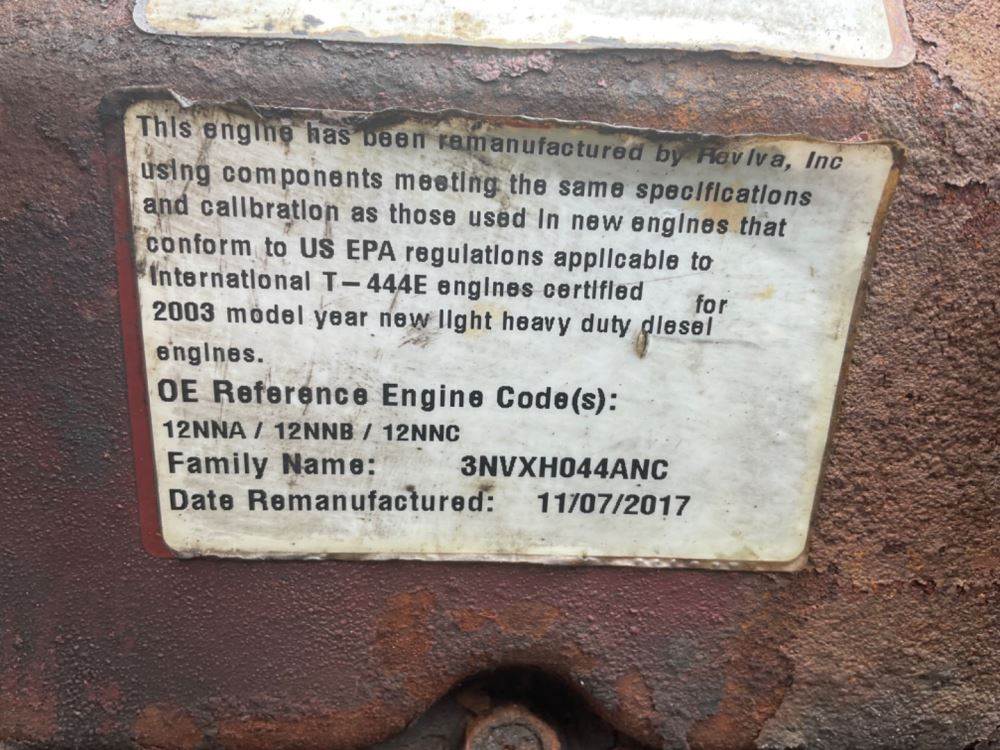 This engine has been remanufactured by Reviva, Inc
using components meeting the same specifications
and calibration as those used in new engines that
conform to US EPA regulations applicable to
International T-444E engines certified for
2003 model year new light heavy duty diesel
engines.
OE Reference Engine Code(s):
12NNA / 12NNB / 12NNC
Family Name: 3NVXH044ANC
Date Remanufactured: 11/07/2017